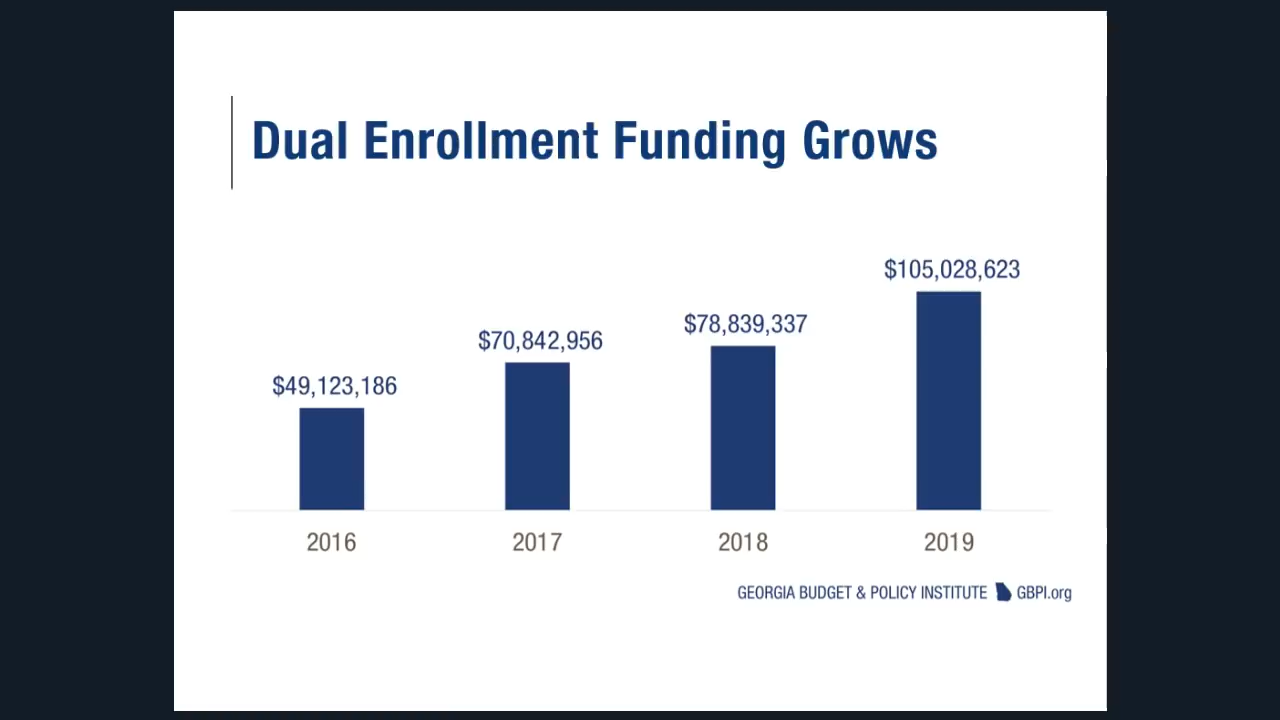 Dual Enrollment Funding Grows
$105,028,623
$78,839,337
$70,842,956
$49,123,186
2016 2017 2018 2019
GEORGIA BUDGET & POLICY INSTITUTE GBPI.org